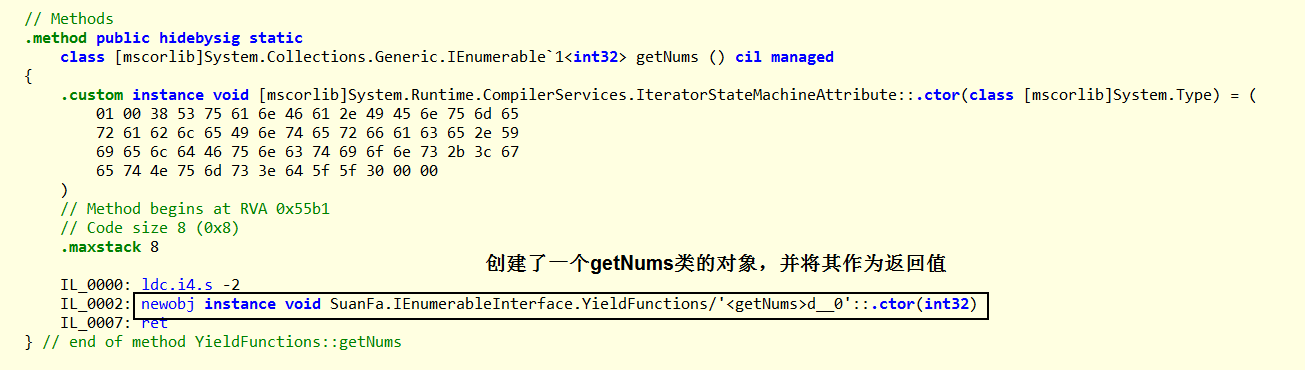 // Methods
.method public hidebysig static
class [mscorlib]System.Collections.Generic.IEnumerable`1<int32> getNums () cil managed
{
.custom instance void [mscorlib]System.Runtime.CompilerServices.IteratorStateMachineAttribute::.ctor(class [mscorlib]System.Type) = (
01 00 38 53 75 61 6e 46 61 2e 49 45 6e 75 6d 65
72 61 62 6c 65 49 6e 74 65 72 66 61 63 65 2e 59
69 65 6c 64 46 75 6e 63 74 69 6f 6e 73 2b 3c 67
65 74 4e 75 6d 73 3e 64 5f 5f 30 00 00
)
// Method begins at RVA 0x55b1
// Code size 8 (0x8)
.maxstack 8
创建了一个getNums类的对象，并将其作为返回值
IL_0000: ldc.i4.s -2
IL_0002: newobj instance void SuanFa.IEnumerableInterface.YieldFunctions/'<getNums>d__0'::.ctor(int32)
IL_0007: ret
} // end of method YieldFunctions::getNums